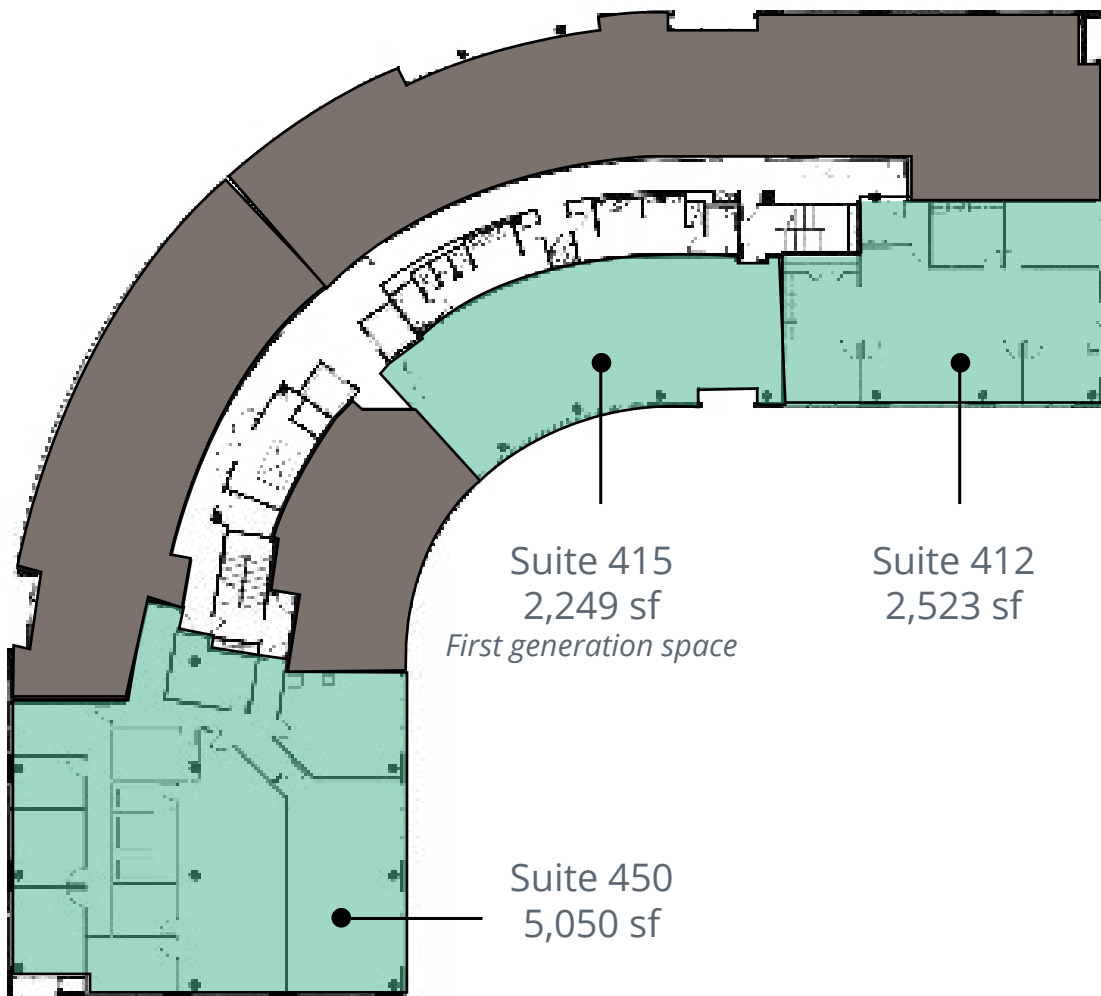 Suite 415
2,249 sf
First generation space
Suite 412
2,523 sf
Suite 450
5,050 sf